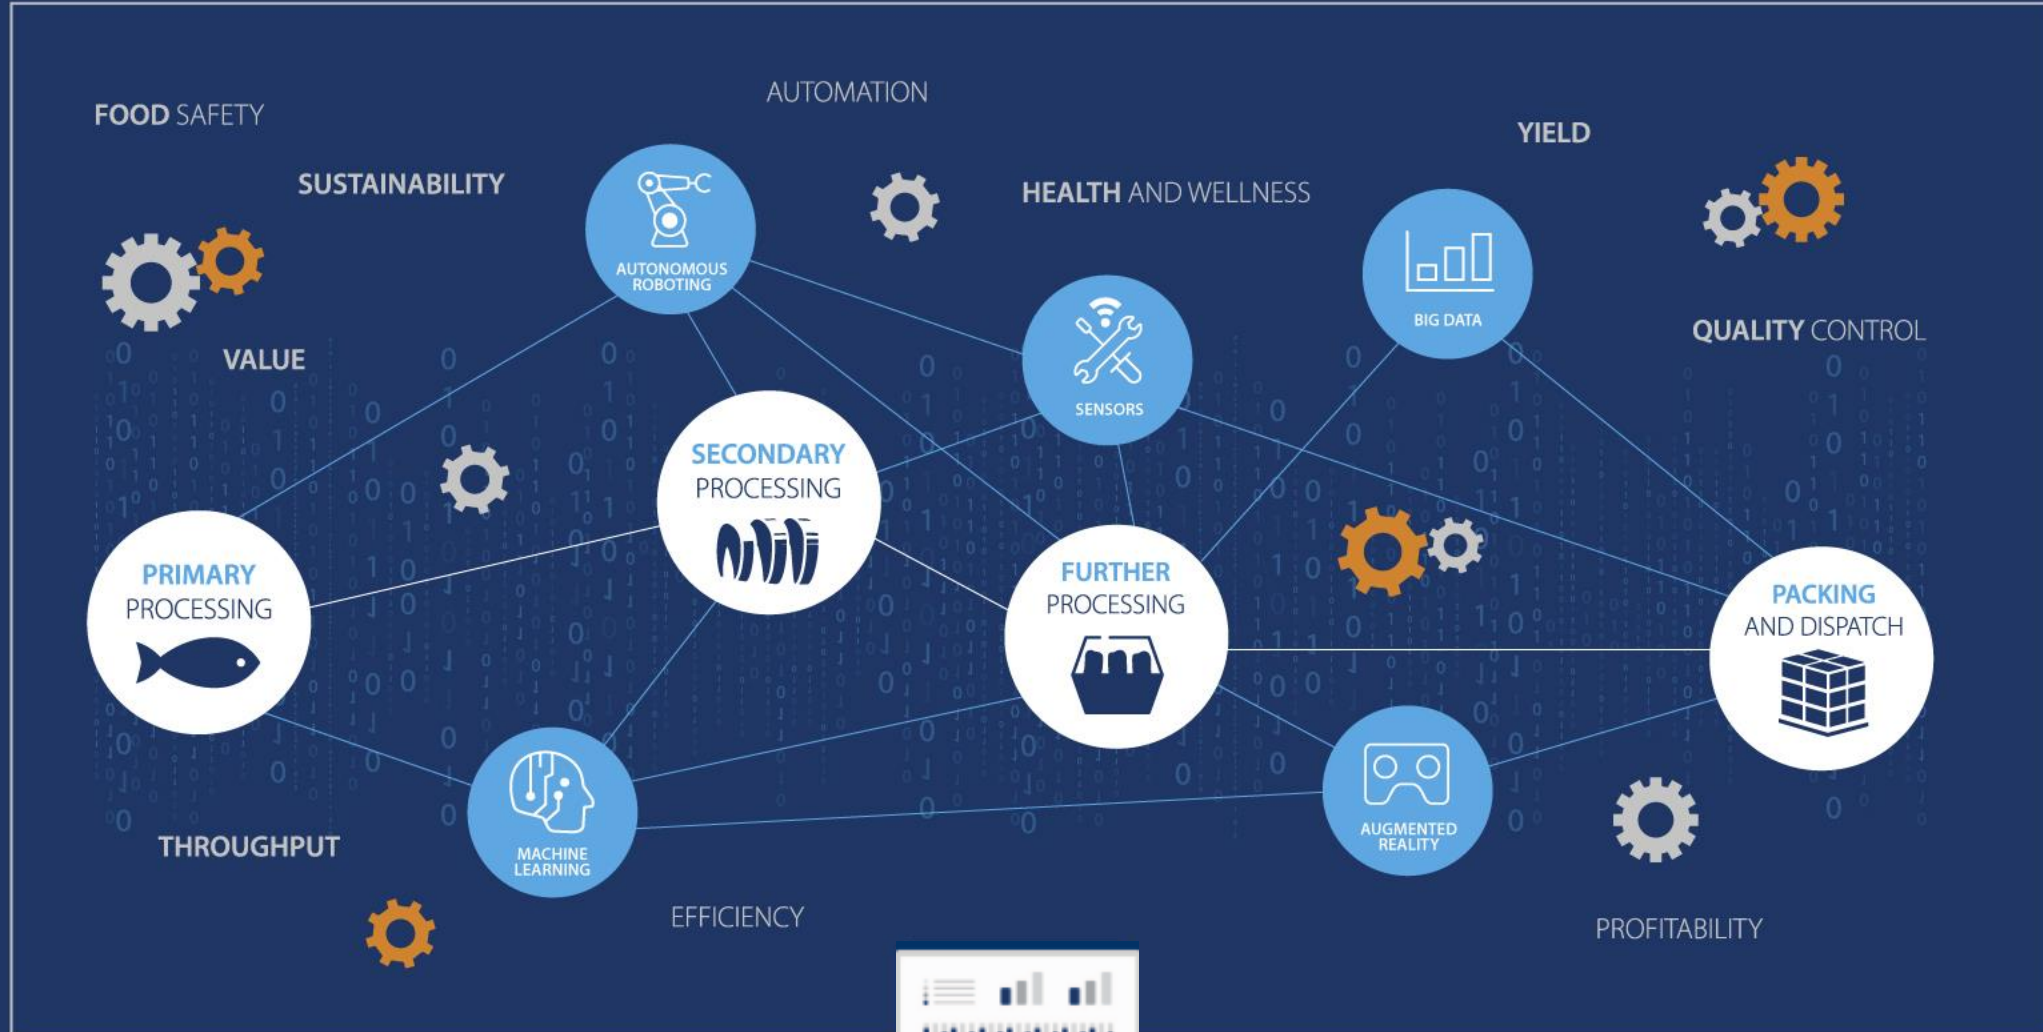 AUTOMATION
FOOD SAFETY
YIELD
SUSTAINABILITY
HEALTH AND WELLNESS
AUTONOMOUS
ROBOTING
BIG DATA
QUALITY CONTROL
VALUE
SENSORS
SECONDARY
PROCESSING
PRIMARY
PROCESSING
FURTHER
PROCESSING
PACKING
AND DISPATCH
THROUGHPUT
MACHINE
LEARNING
AUGMENTED
REALITY
EFFICIENCY
PROFITABILITY